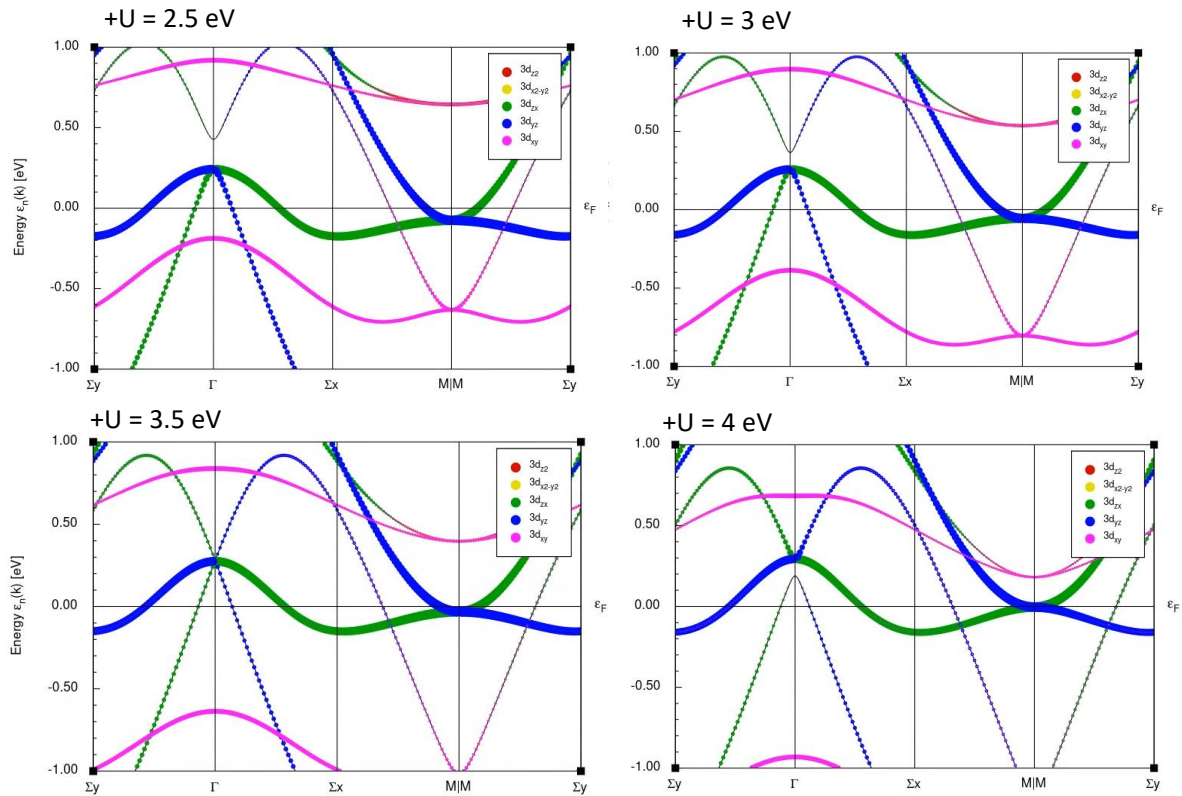 +U = 2.5 eV
1.00
0.50
0.00
-0.50
-1.00
Energy εn(k) [eV]
3dz2
3dx2-y2
3dzx
3dyz
3dxy
εF
Σy Γ Σx M|M Σy
+U = 3 eV
1.00
0.50
0.00
-0.50
-1.00
3dz2
3dx2-y2
3dzx
3dyz
3dxy
εF
Σy Γ Σx M|M Σy
+U = 3.5 eV
1.00
0.50
0.00
-0.50
-1.00
Energy εn(k) [eV]
3dz2
3dx2-y2
3dzx
3dyz
3dxy
εF
Σy Γ Σx M|M Σy
+U = 4 eV
1.00
0.50
0.00
-0.50
-1.00
3dz2
3dx2-y2
3dzx
3dyz
3dxy
εF
Σy Γ Σx M|M Σy